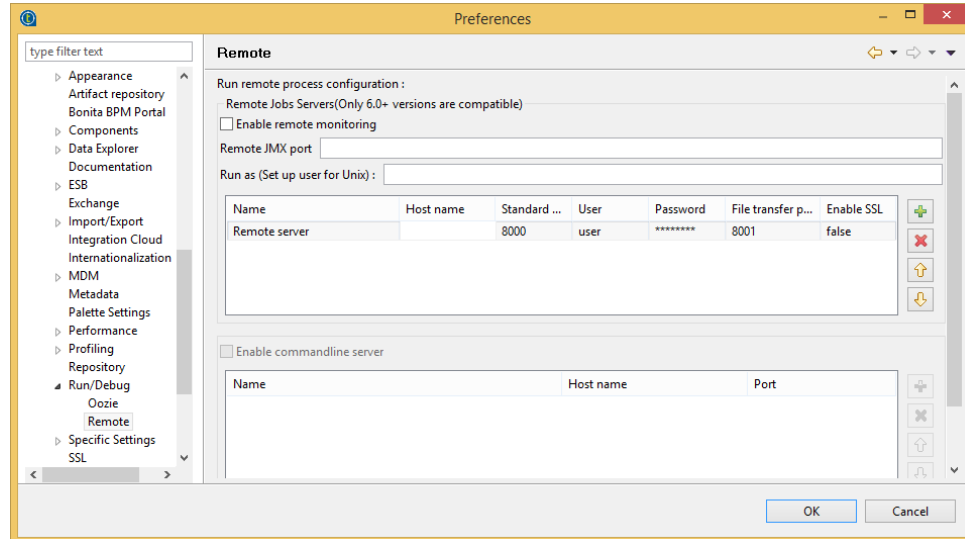 Preferences
type filter text
Appearance
Artifact repository
Bonita BPM Portal
Components
Data Explorer
Documentation
ESB
Exchange
Import/Export
Integration Cloud
Internationalization
MDM
Metadata
Palette Settings
Performance
Profiling
Repository
Run/Debug
Oozie
Remote
Specific Settings
SSL
Remote
Run remote process configuration :
Remote Jobs Servers(Only 6.0+ versions are compatible)
Enable remote monitoring
Remote JMX port
Run as (Set up user for Unix) :
Name Host name Standard ... User Password File transfer p... Enable SSL
Remote server 8000 user ******** 8001 false
Enable commandline server
Name Host name Port
OK Cancel